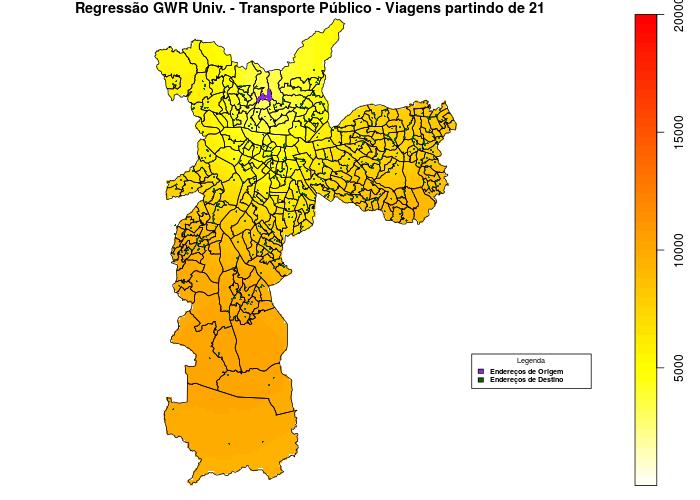 Regressão GWR Univ. - Transporte Público - Viagens partindo de 21
20000
15000
10000
5000
Legenda
Endereços de Origem
Endereços de Destino